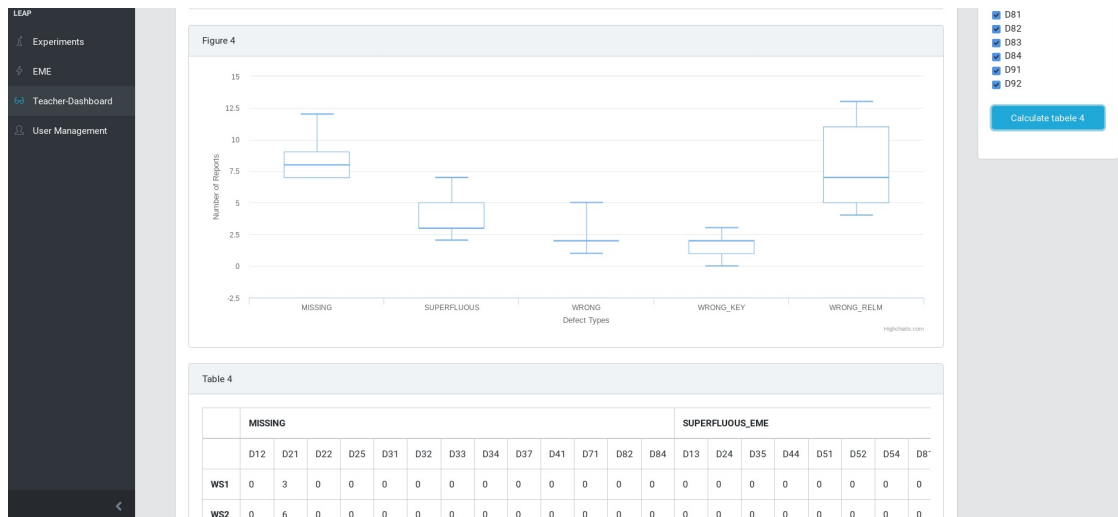 LEAP
Experiments
EME
Teacher-Dashboard
User Management
Figure 4
15
12.5
10
7.5
5
2.5
0
-2.5
Number of Reports
MISSING SUPERFLUOUS WRONG WRONG_KEY WRONG_RELM
Defect Types
Highcharts.com
Table 4
MISSING SUPERFLUOUS_EME
D12 D21 D22 D25 D31 D32 D33 D34 D37 D41 D71 D82 D84 D13 D24 D35 D44 D51 D52 D54
WS1 0 3 0 0 0 0 0 0 0 0 0 0 0 0 0 0 0 0 0 0 0
WS2 0 6 0 0 0 0 0 0 0 0 0 0 0 0 0 0 0 0 0 0 0
D81
D82
D83
D84
D91
D92
Calculate tabele 4